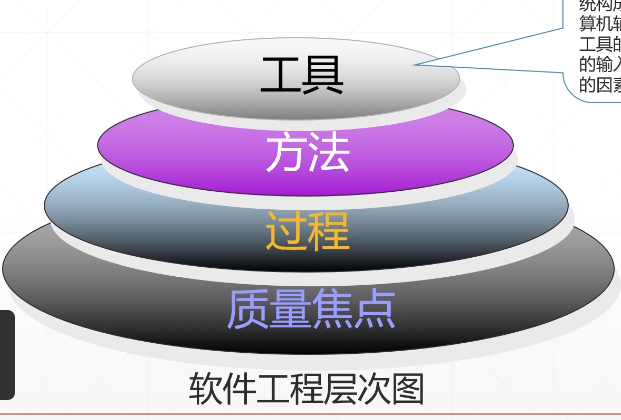 工具
统构成
算机辅
工具的
的输入
的因素
方法
过程
质量焦点
软件工程层次图